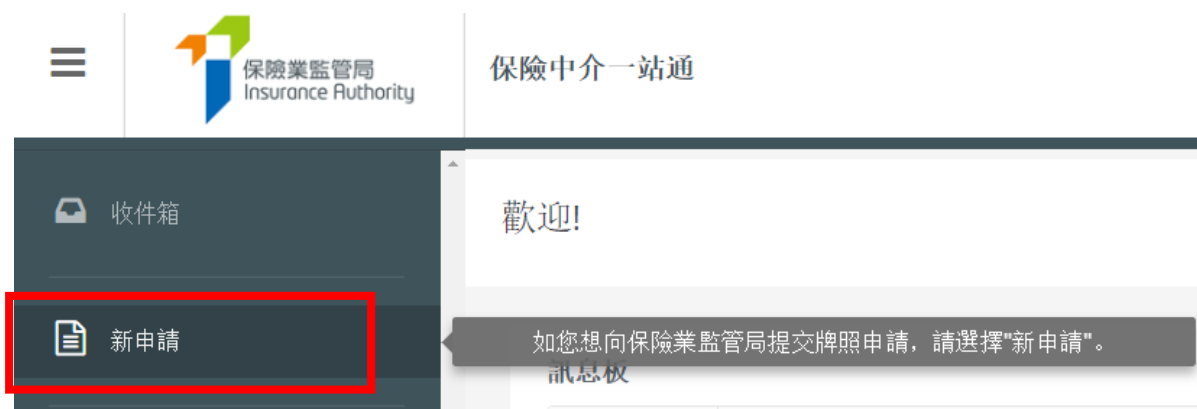 保險業監管局
Insurance Authority
保險中介一站通
收件箱
歡迎!
新申請
如您想向保險業監管局提交牌照申請，請選擇"新申請"。
訊息板